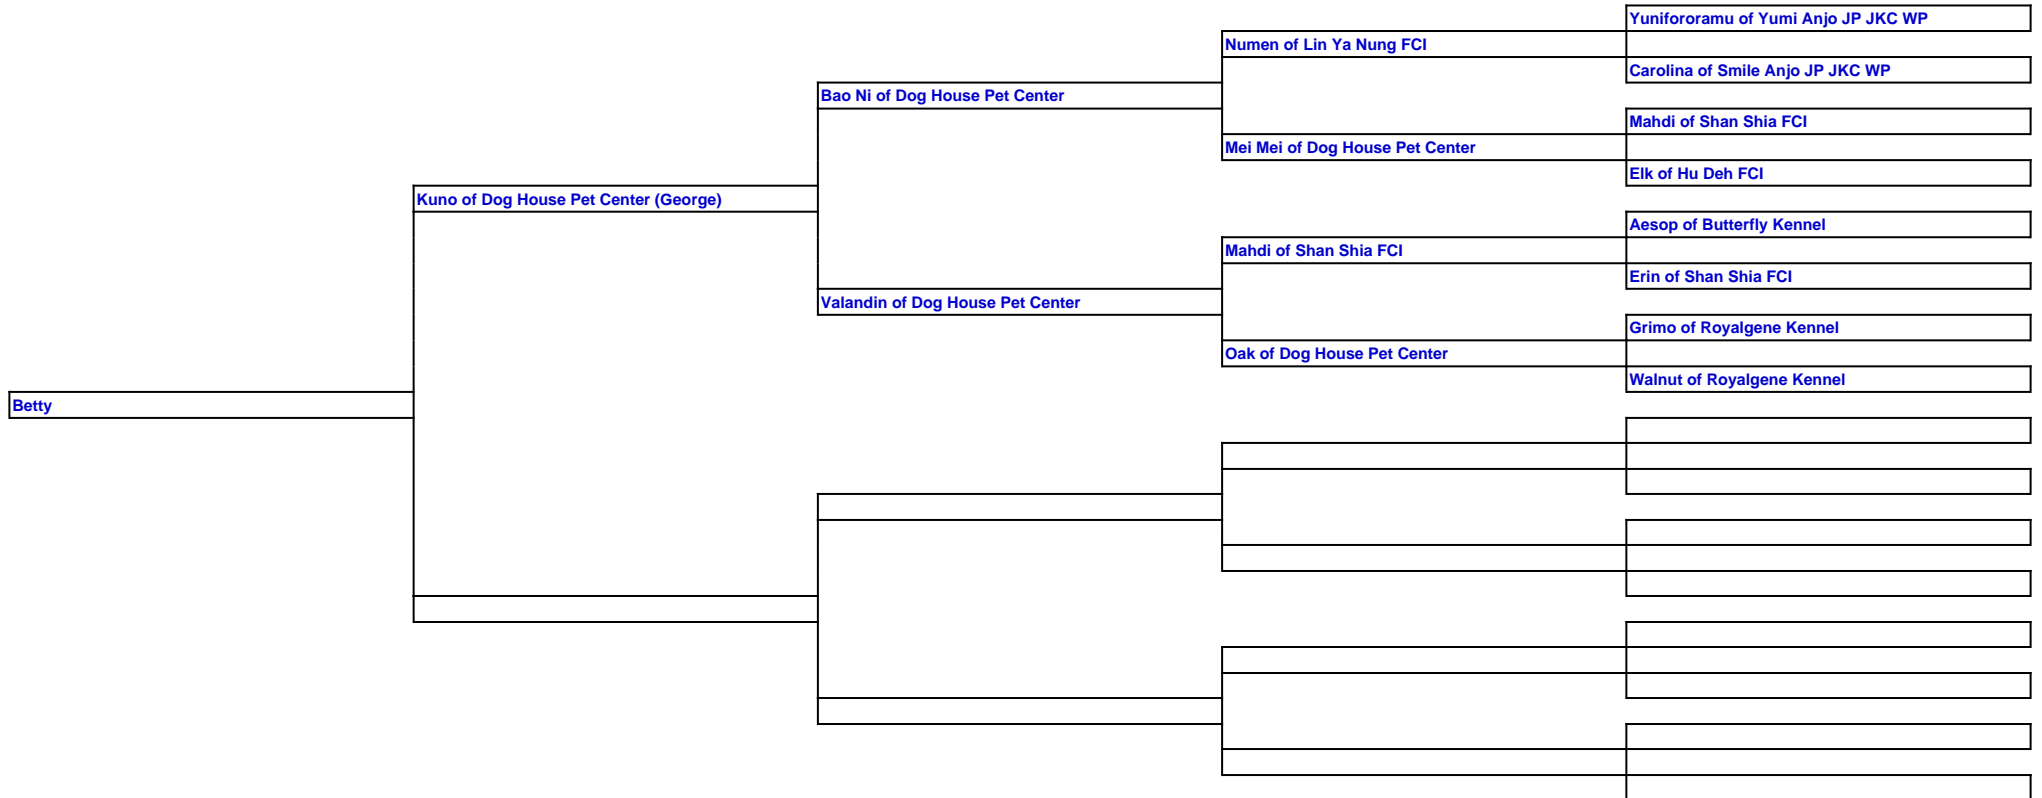 Yunifororamu of Yumi Anjo JP JKC WP
Numen of Lin Ya Nung FCI
Carolina of Smile Anjo JP JKC WP
Bao Ni of Dog House Pet Center
Mahdi of Shan Shia FCI
Mei Mei of Dog House Pet Center
Elk of Hu Deh FCI
Kuno of Dog House Pet Center (George)
Aesop of Butterfly Kennel
Mahdi of Shan Shia FCI
Erin of Shan Shia FCI
Valandin of Dog House Pet Center
Grimo of Royalgene Kennel
Oak of Dog House Pet Center
Walnut of Royalgene Kennel
Betty